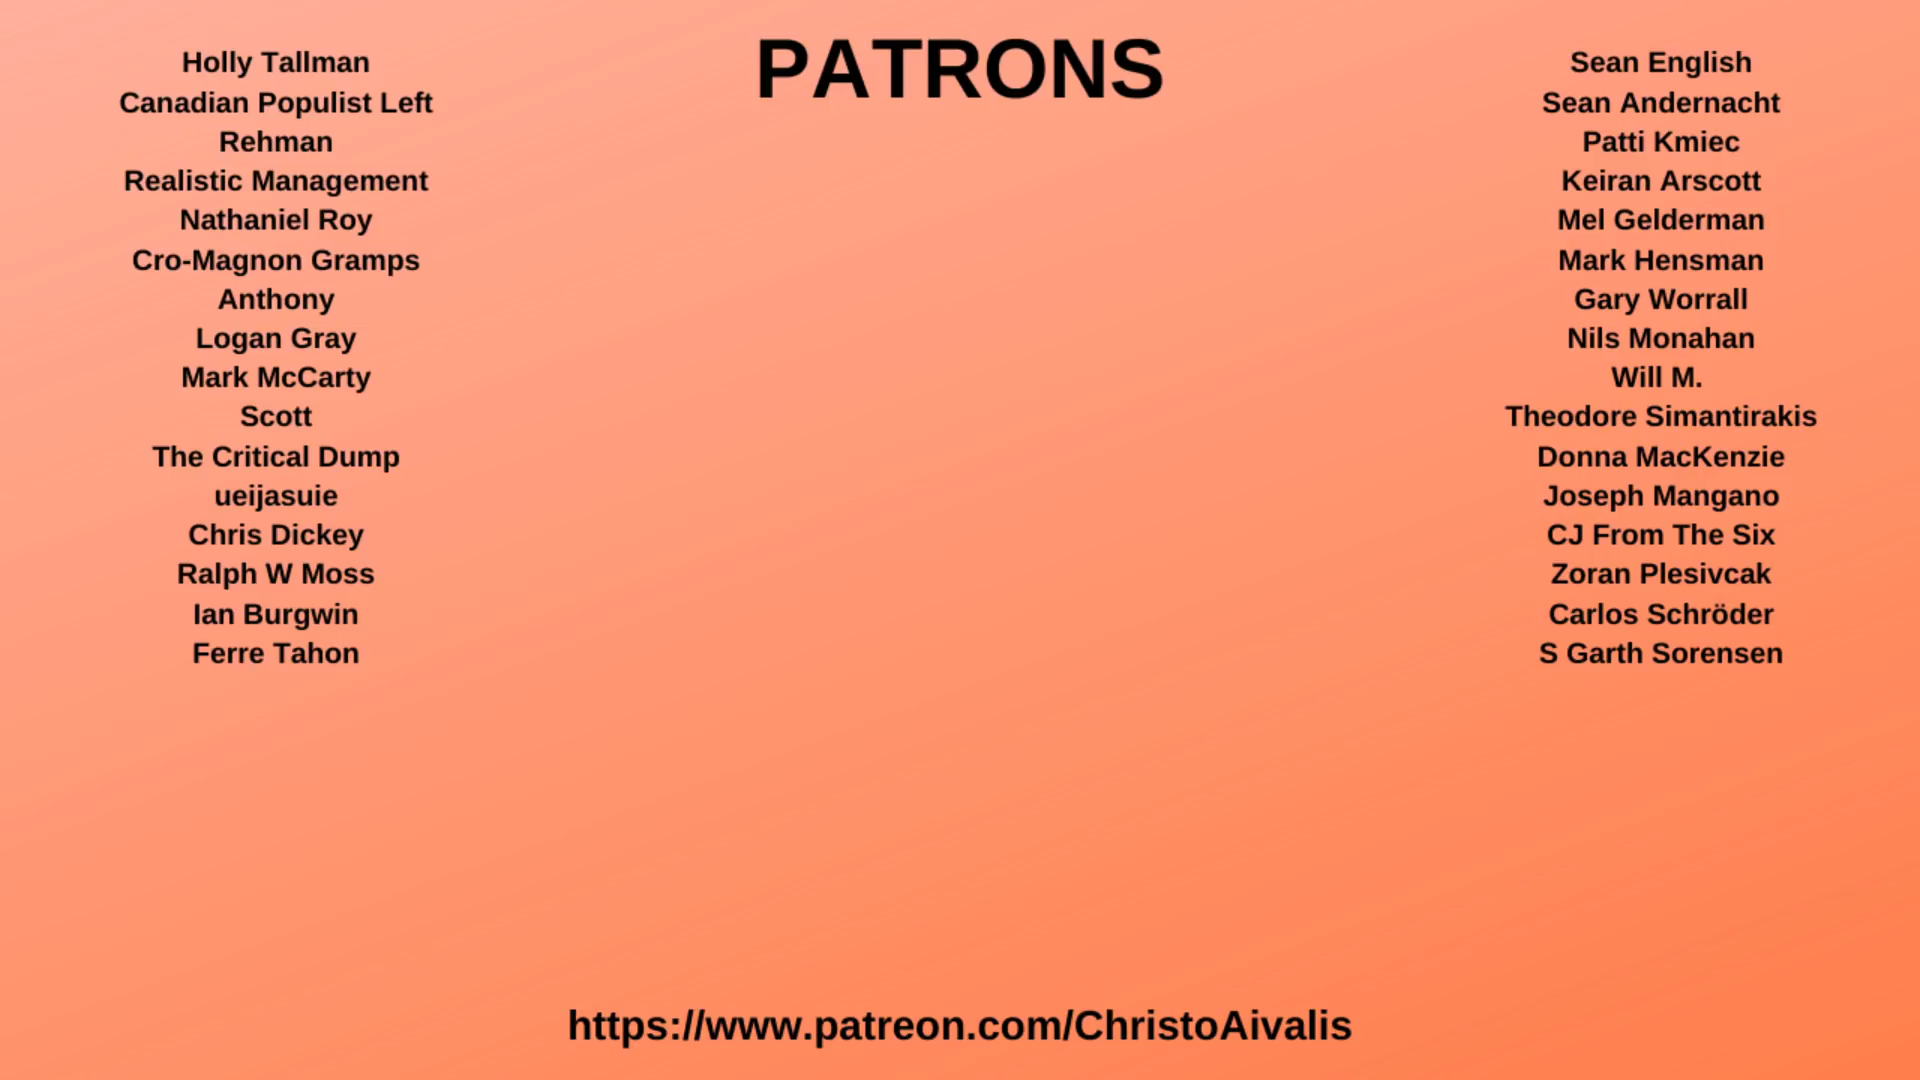 PATRONS
Holly Tallman
Canadian Populist Left
Rehman
Realistic Management
Nathaniel Roy
Cro-Magnon Gramps
Anthony
Logan Gray
Mark McCarty
Scott
The Critical Dump
ueijasuie
Chris Dickey
Ralph W Moss
Ian Burgwin
Ferre Tahon
Sean English
Sean Andernacht
Patti Kmiec
Keiran Arscott
Mel Gelderman
Mark Hensman
Gary Worrall
Nils Monahan
Will M.
Theodore Simantirakis
Donna MacKenzie
Joseph Mangano
CJ From The Six
Zoran Plesivcak
Carlos Schröder
S Garth Sorensen
https://www.patreon.com/ChristoAivalis